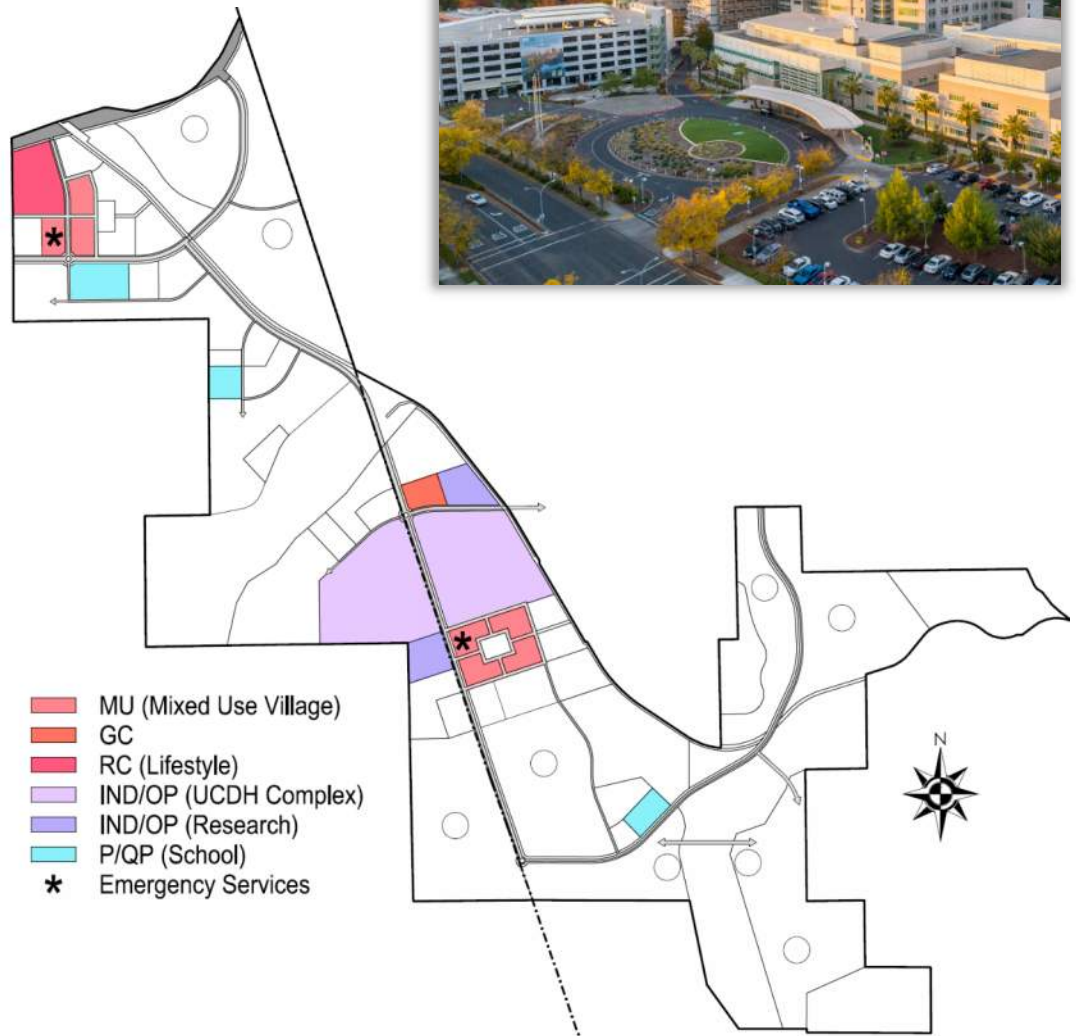 MU (Mixed Use Village)
GC
RC (Lifestyle)
IND/OP (UCDH Complex)
IND/OP (Research)
P/QP (School)
* Emergency Services
N